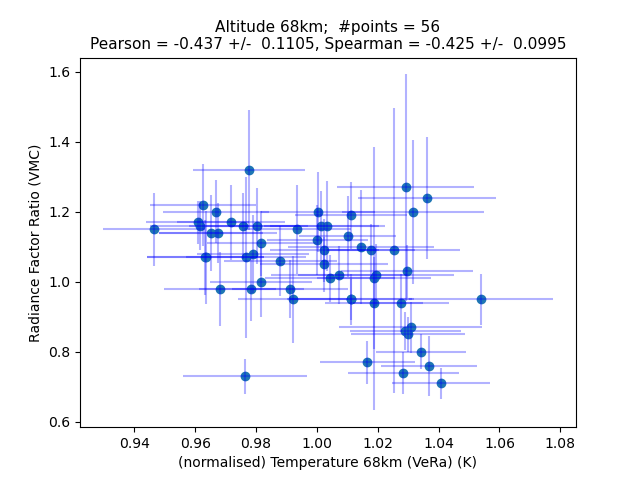 Altitude 68km;  #points = 56
Pearson = -0.437 +/-  0.1105, Spearman = -0.425 +/-  0.0995
Radiance Factor Ratio (VMC)
1.6
1.4
1.2
1.0
0.8
0.6
0.94 0.96 0.98 1.00 1.02 1.04 1.06 1.08
(normalised) Temperature 68km (VeRa) (K)